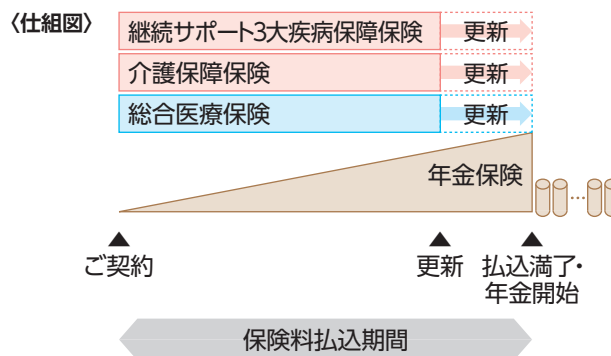 〈仕組図〉
継続サポート3大疾病保障保険 更新
介護保障保険 更新
総合医療保険 更新
年金保険
…
ご契約 更新 払込満了・
年金開始
保険料払込期間